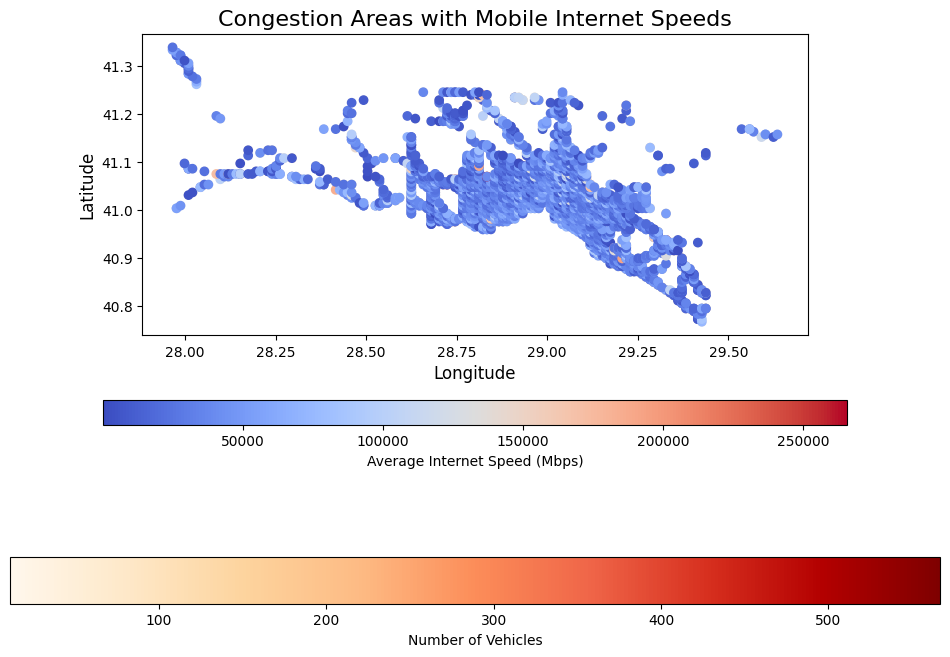 Congestion Areas with Mobile Internet Speeds
41.3
41.2
41.1
41.0
40.9
40.8
Latitude
28.00 28.25 28.50 28.75 29.00 29.25 29.50
Longitude
50000 100000 150000 200000 250000
Average Internet Speed (Mbps)
100 200 300 400 500
Number of Vehicles